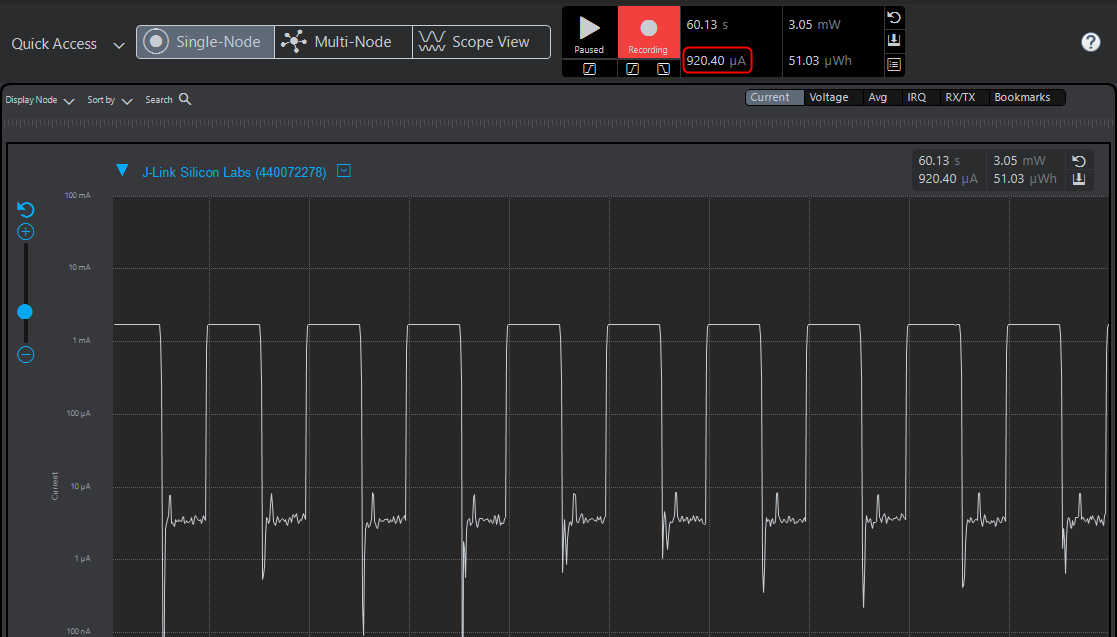 Quick Access
Single-Node
Multi-Node
Scope View
Paused
Recording
60.13 s
3.05 mW
920.40 µA
51.03 µWh
?
Display Node
Sort by
Search
Current
Voltage
Avg
IRQ
RX/TX
Bookmarks
J-Link Silicon Labs (440072278)
60.13 s
3.05 mW
920.40 µA
51.03 µWh
100 mA
10 mA
1 mA
100 µA
10 µA
1 µA
100 nA
Current